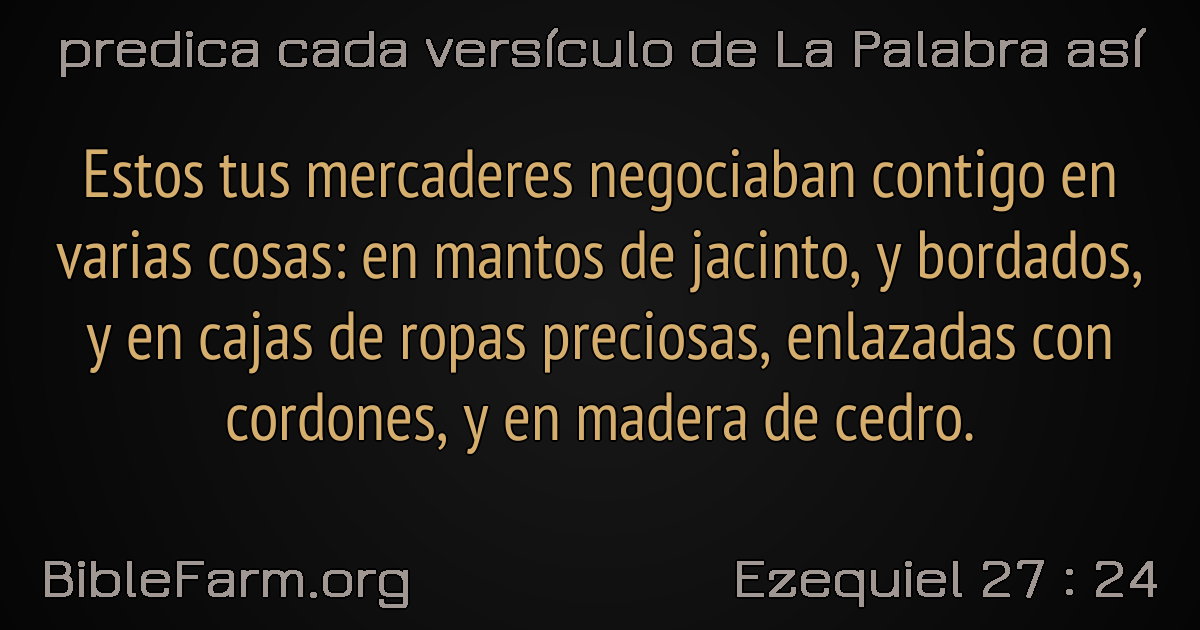 predica cada versículo de La Palabra así
Estos tus mercaderes negociaban contigo en
varias cosas: en mantos de jacinto, y bordados,
y en cajas de ropas preciosas, enlazadas con
cordones, y en madera de cedro.
BibleFarm.org
Ezequiel 27 : 24